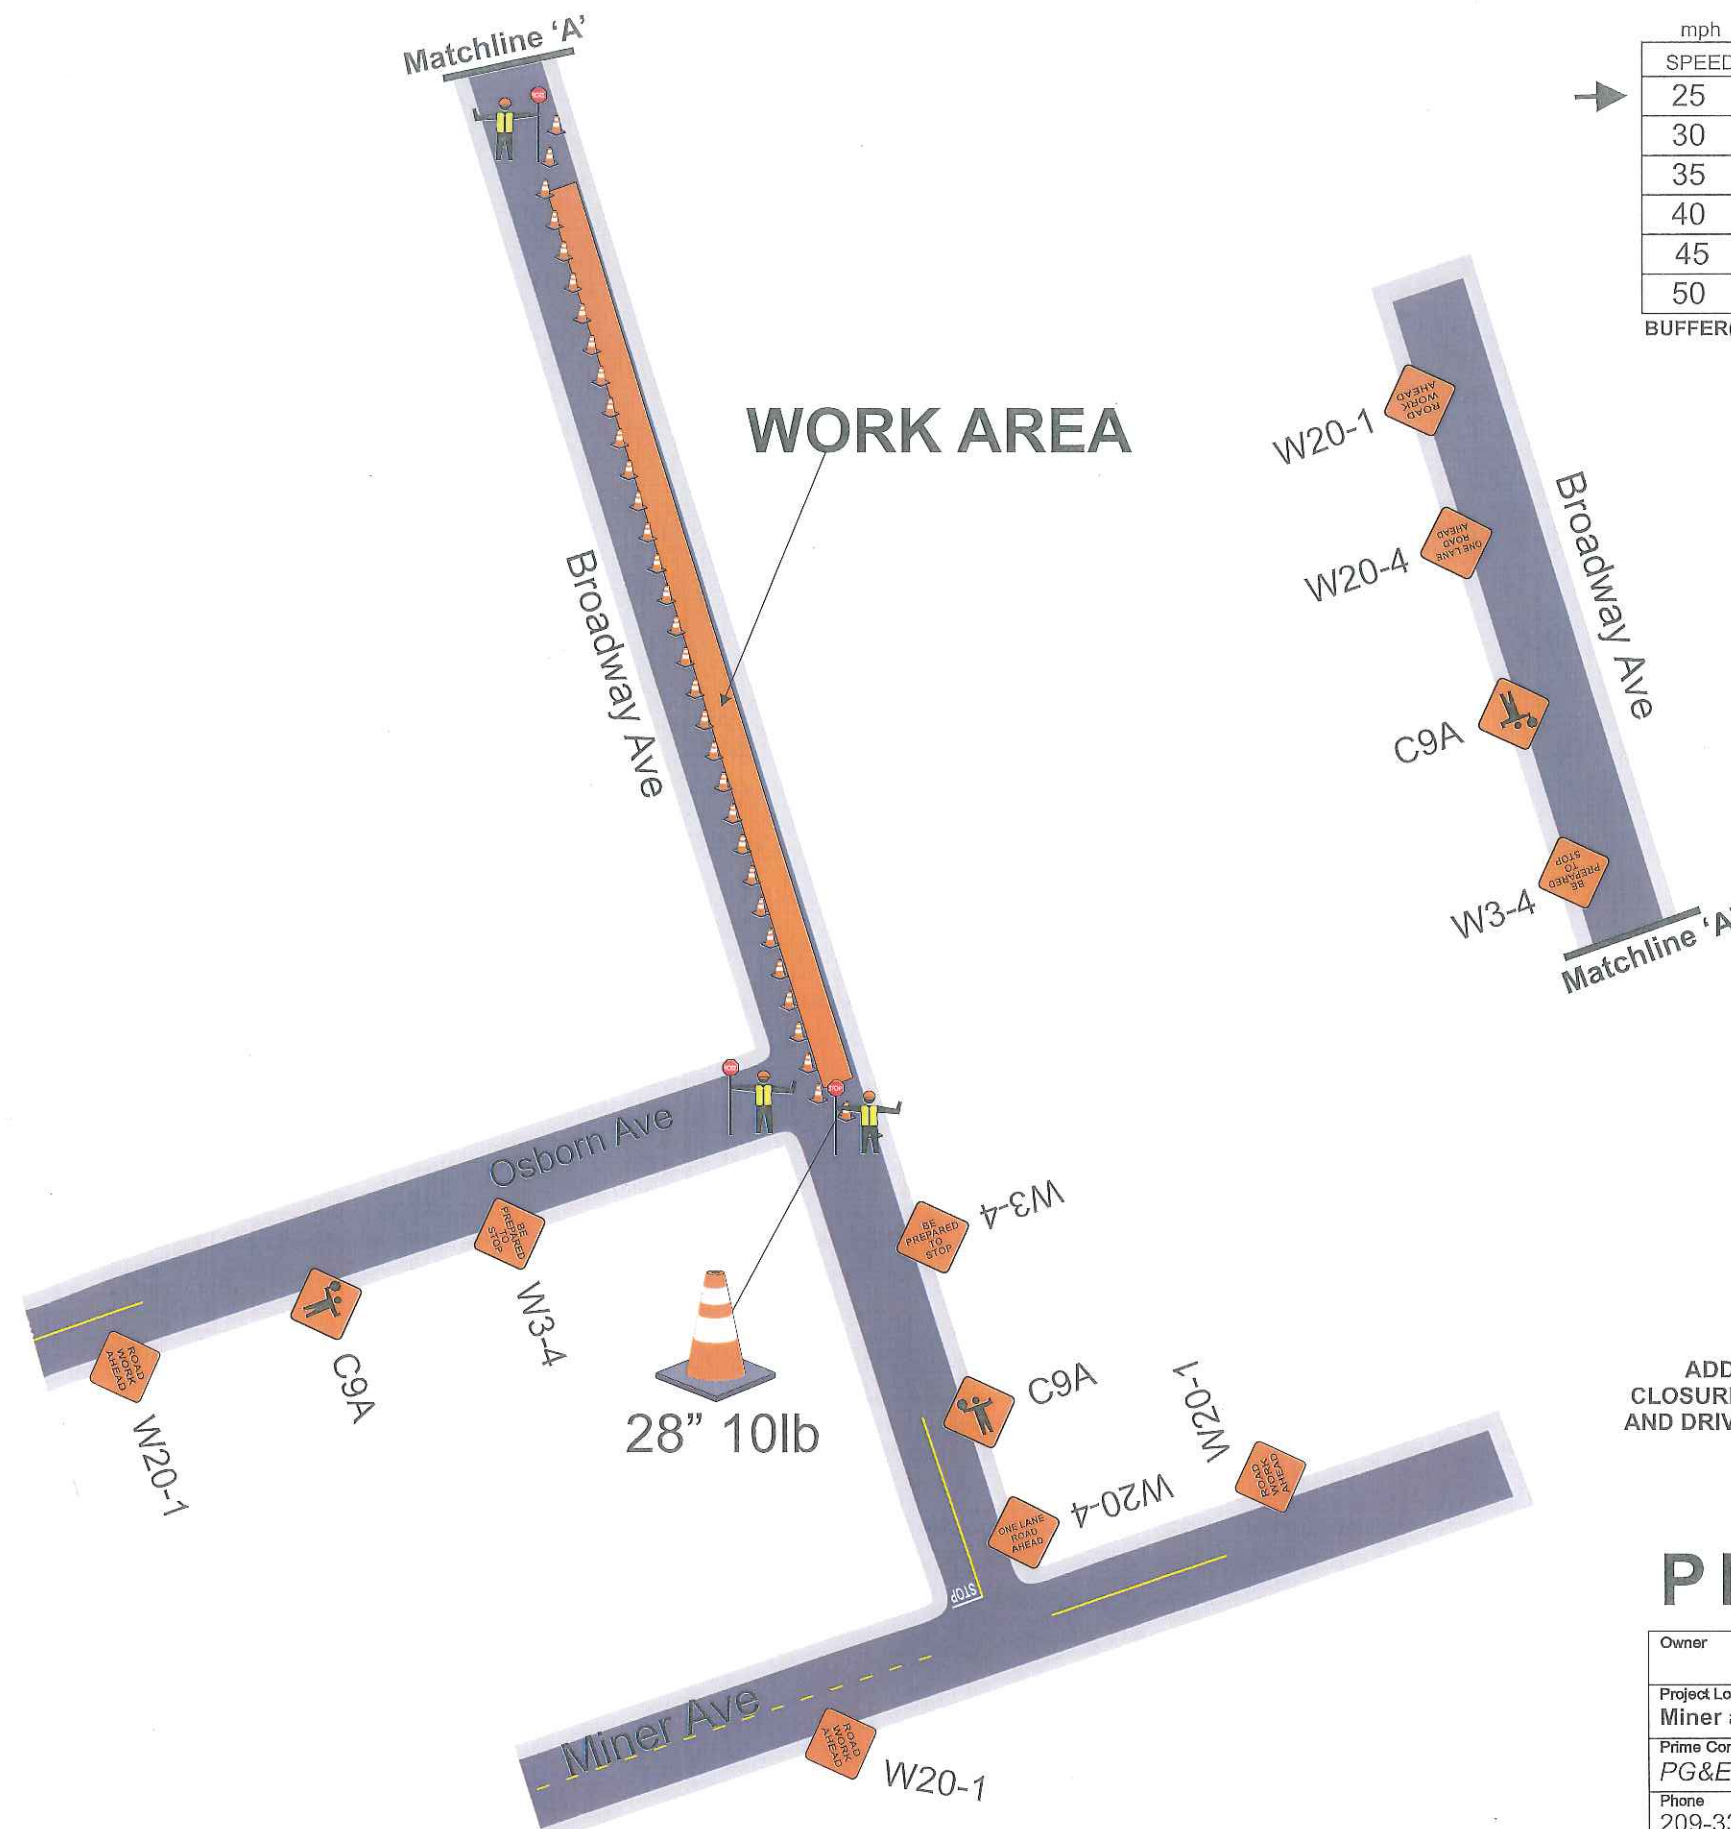 Matchline 'A'
mph
SPEED
25
30
35
40
45
50
BUFFER
WORK AREA
Broadway Ave
ROAD
WORK
AHEAD
W20-1
ONE LANE
ROAD
AHEAD
W20-4
Broadway Ave
C9A
BE
PREPARED
TO
STOP
W3-4
Matchline 'A'
STOP
Osborn Ave
BE
PREPARED
TO
STOP
W3-4
BE
PREPARED
TO
STOP
W3-4
C9A
ROAD
WORK
AHEAD
W20-1
28” 10lb
C9A
W20-1
ROAD
WORK
AHEAD
ONE LANE
ROAD
AHEAD
W20-4
STOP
Miner Ave
ROAD
WORK
AHEAD
W20-1
ADD
CLOSUR
AND DRIV
P
Owner
Project Lo
Miner
Prime Con
PG&E
Phone
209-33